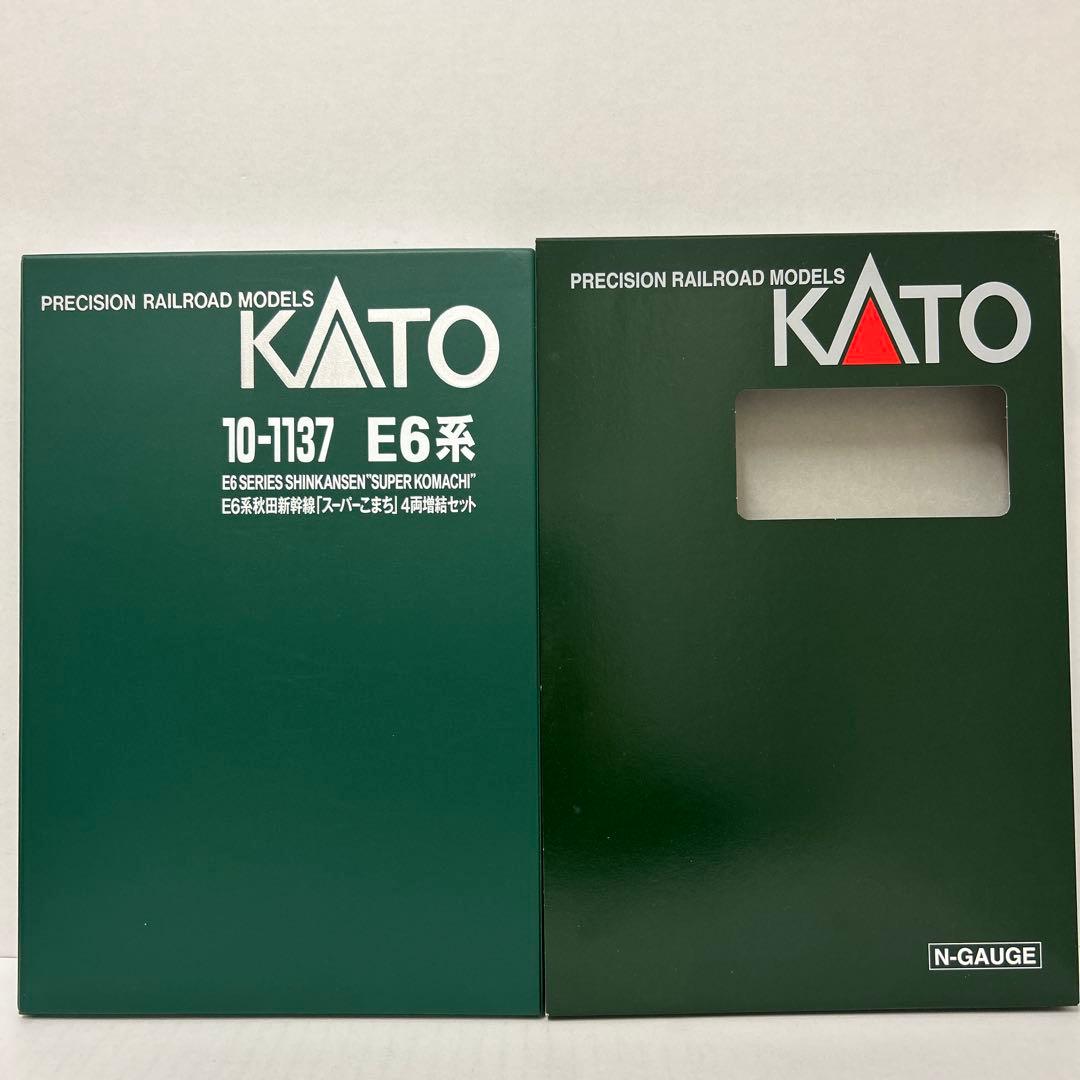 PRECISION RAILROAD MODELS
KATO
10-1137 E6系
E6 SERIES SHINKANSEN"SUPER KOMACHI"
E6系秋田新幹線「スーパーこまち」4両増結セット
PRECISION RAILROAD MODELS
KATO
N-GAUGE